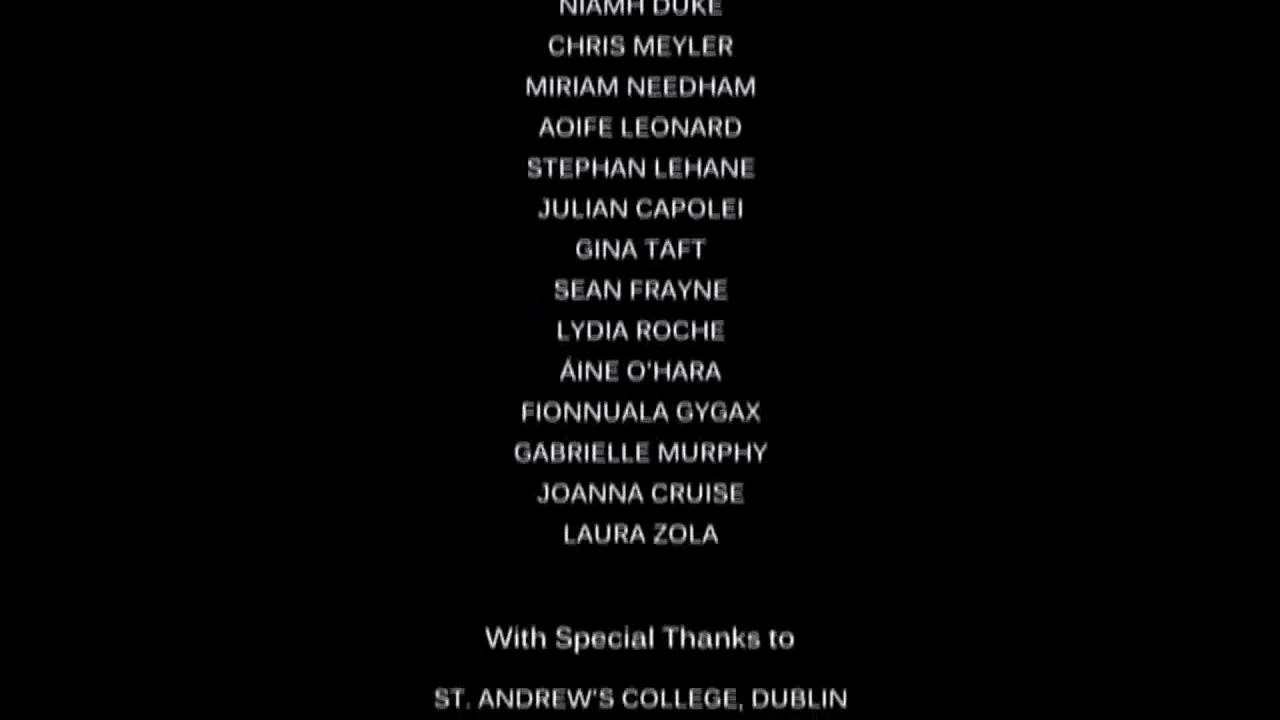 NIAMH DUKE
CHRIS MEYLER
MIRIAM NEEDHAM
AOIFE LEONARD
STEPHAN LEHANE
JULIAN CAPOLEI
GINA TAFT
SEAN FRAYNE
LYDIA ROCHE
ÁINE O'HARA
FIONNUALA GYGAX
GABRIELLE MURPHY
JOANNA CRUISE
LAURA ZOLA
With Special Thanks to
ST. ANDREW'S COLLEGE, DUBLIN